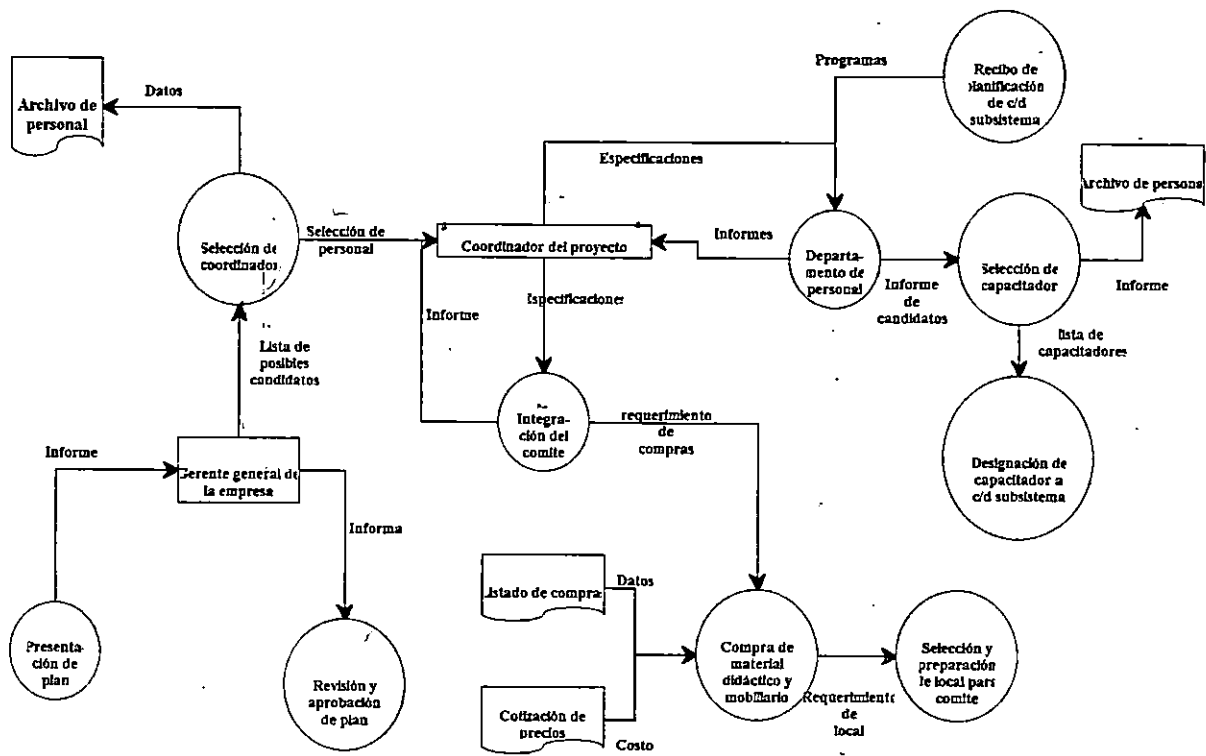 Programas
Recibo de
planificación
de c/d
subsistema
Datos
Archivo de
personal
Especificaciones
Archivo de persona
Selección de
coordinador
Selección de
personal
Coordinador del proyecto
Informes
Departa-
mento de
personal
Informe
de
candidatos
Selección de
capacitador
Informe
Lista de
posibles
candidatos
Informe
Especificaciones
lista de
capacitadores
Integra-
ción del
comite
requerimiento
de
compras
Designación de
capacitador a
c/d subsistema
Informe
Gerente general de
la empresa
Informa
Listado de compra
Datos
Presenta-
ción de
plan
Revisión y
aprobación
de plan
Compra de
material
didáctico y
mobiliario
Requerimiento
de
local
Selección y
preparación
de local para
comite
Cotización de
precios
Costo